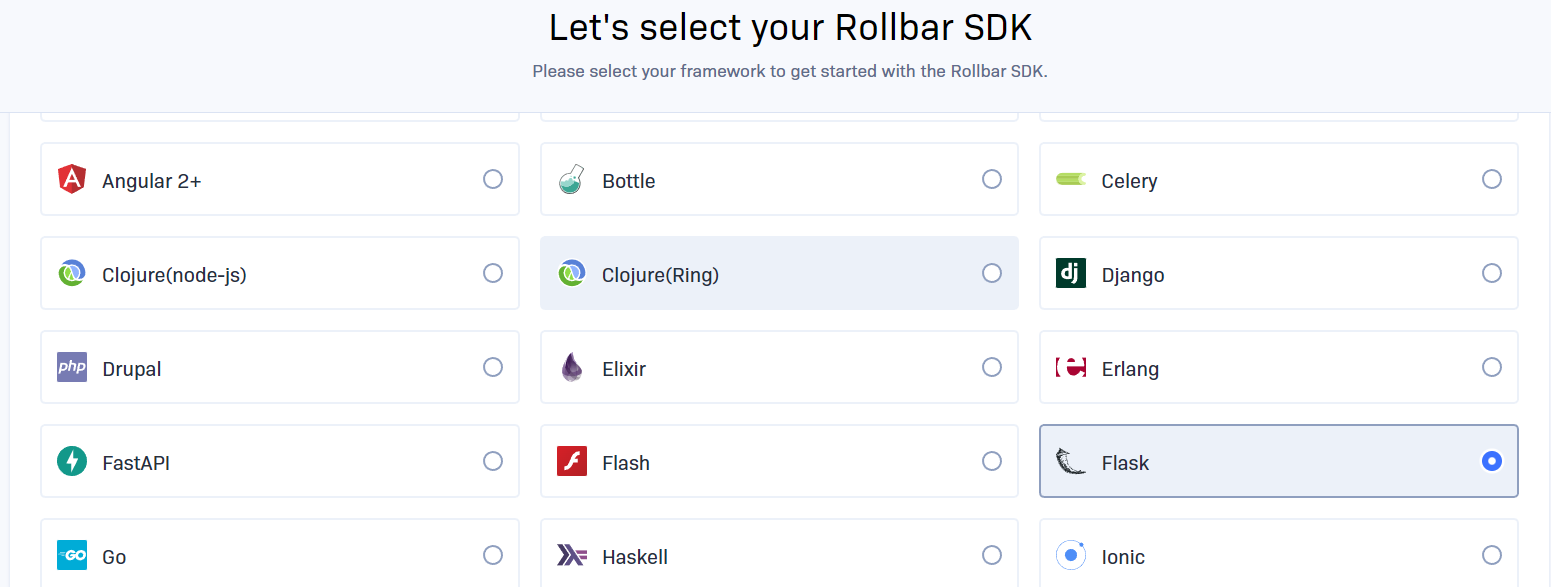 Let's select your Rollbar SDK
Please select your framework to get started with the Rollbar SDK.
Angular 2+
Bottle
Celery
Clojure(node-js)
Clojure(Ring)
dj
Django
php
Drupal
Elixir
e
Erlang
FastAPI
Flash
Flask
GO
Go
Haskell
Ionic